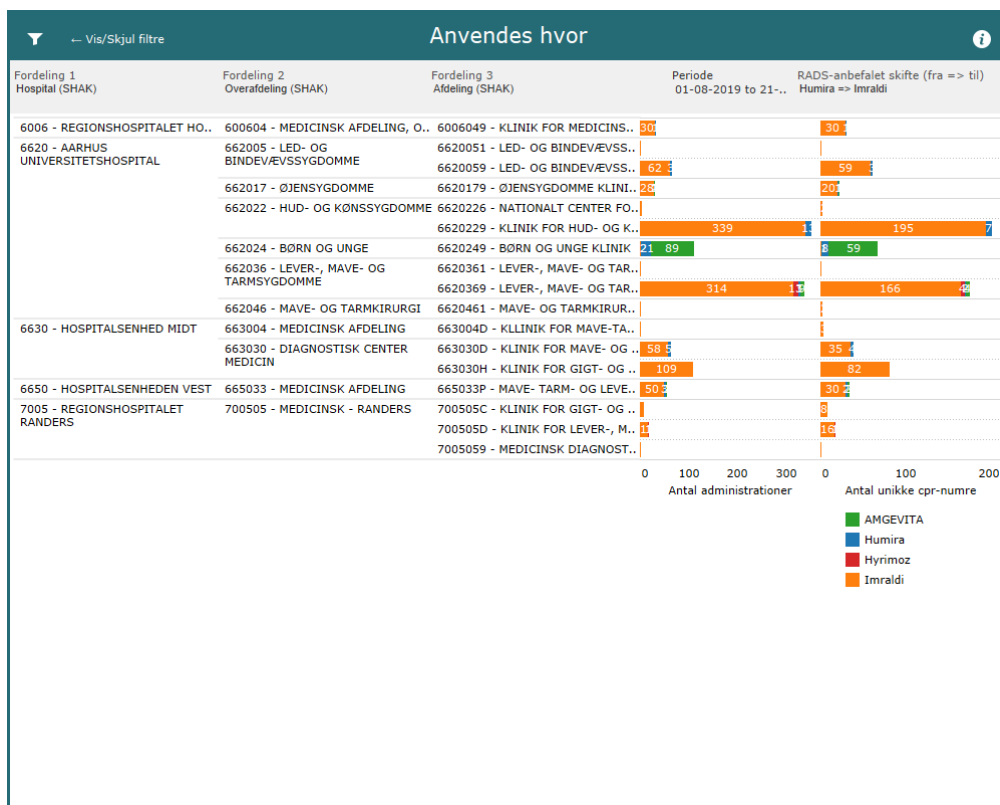 ← Vis/Skjul filtre
Anvendes hvor
Fordeling 1
Hospital (SHAK)
Fordeling 2
Overafdeling (SHAK)
Fordeling 3
Afdeling (SHAK)
Periode
01-08-2019 to 21-..
RADS-anbefalet skifte (fra => til)
Humira => Imraldi
6006 - REGIONSHOSPITALET HO.. 600604 - MEDICINSK AFDELING, O.. 6006049 - KLINIK FOR MEDICINS.. 30 30
6620 - AARHUS
UNIVERSITETSHOSPITAL
662005 - LED- OG
BINDEVÆVSSYGDOMME
6620051 - LED- OG BINDEVÆVSS..
6620059 - LED- OG BINDEVÆVSS.. 62 59
662017 - ØJENSYGDOMME 6620179 - ØJENSYGDOMME KLINI.. 28 20
662022 - HUD- OG KØNSSYGDOMME 6620226 - NATIONALT CENTER FO..
6620229 - KLINIK FOR HUD- OG K.. 339 195 7
662024 - BØRN OG UNGE 6620249 - BØRN OG UNGE KLINIK 21 89 8 59
662036 - LEVER-, MAVE- OG
TARMSYGDOMME
6620361 - LEVER-, MAVE- OG TAR..
6620369 - LEVER-, MAVE- OG TAR.. 314 166
662046 - MAVE- OG TARMKIRURGI 6620461 - MAVE- OG TARMKIRUR..
6630 - HOSPITALSENHED MIDT 663004 - MEDICINSK AFDELING 663004D - KLLINIK FOR MAVE-TA..
663030 - DIAGNOSTISK CENTER
MEDICIN
663030D - KLINIK FOR MAVE- OG .. 58 5 35 4
663030H - KLINIK FOR GIGT- OG .. 109 82
6650 - HOSPITALSENHEDEN VEST 665033 - MEDICINSK AFDELING 665033P - MAVE- TARM- OG LEVE.. 50 30
7005 - REGIONSHOSPITALET
RANDERS
700505 - MEDICINSK - RANDERS 700505C - KLINIK FOR GIGT- OG .. 8
700505D - KLINIK FOR LEVER-, M.. 16
7005059 - MEDICINSK DIAGNOST..
0 100 200 300 0 100 200
Antal administrationer Antal unikke cpr-numre
AMGEVITA
Humira
Hyrimoz
Imraldi